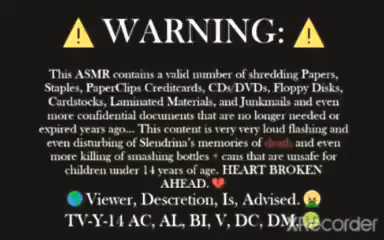 ⚠️ WARNING: ⚠️
This ASMR contains a valid number of shredding Papers,
Staples, PaperClips Creditcards, CDs/DVDs, Floppy Disks,
Cardstocks, Laminated Materials, and Junkmails and even
more confidential documents that are no longer needed or
expired years ago... This content is very very loud flashing and
even disturbing of Slendrina's memories of death and even
more killing of smashing bottles + cans that are unsafe for
children under 14 years of age. HEART BROKEN
AHEAD. 💔
🌎 Viewer, Descretion, Is, Advised. 🤮
TV-Y-14 AC, AL, BI, V, DC, DM, 🤢
XRecorder